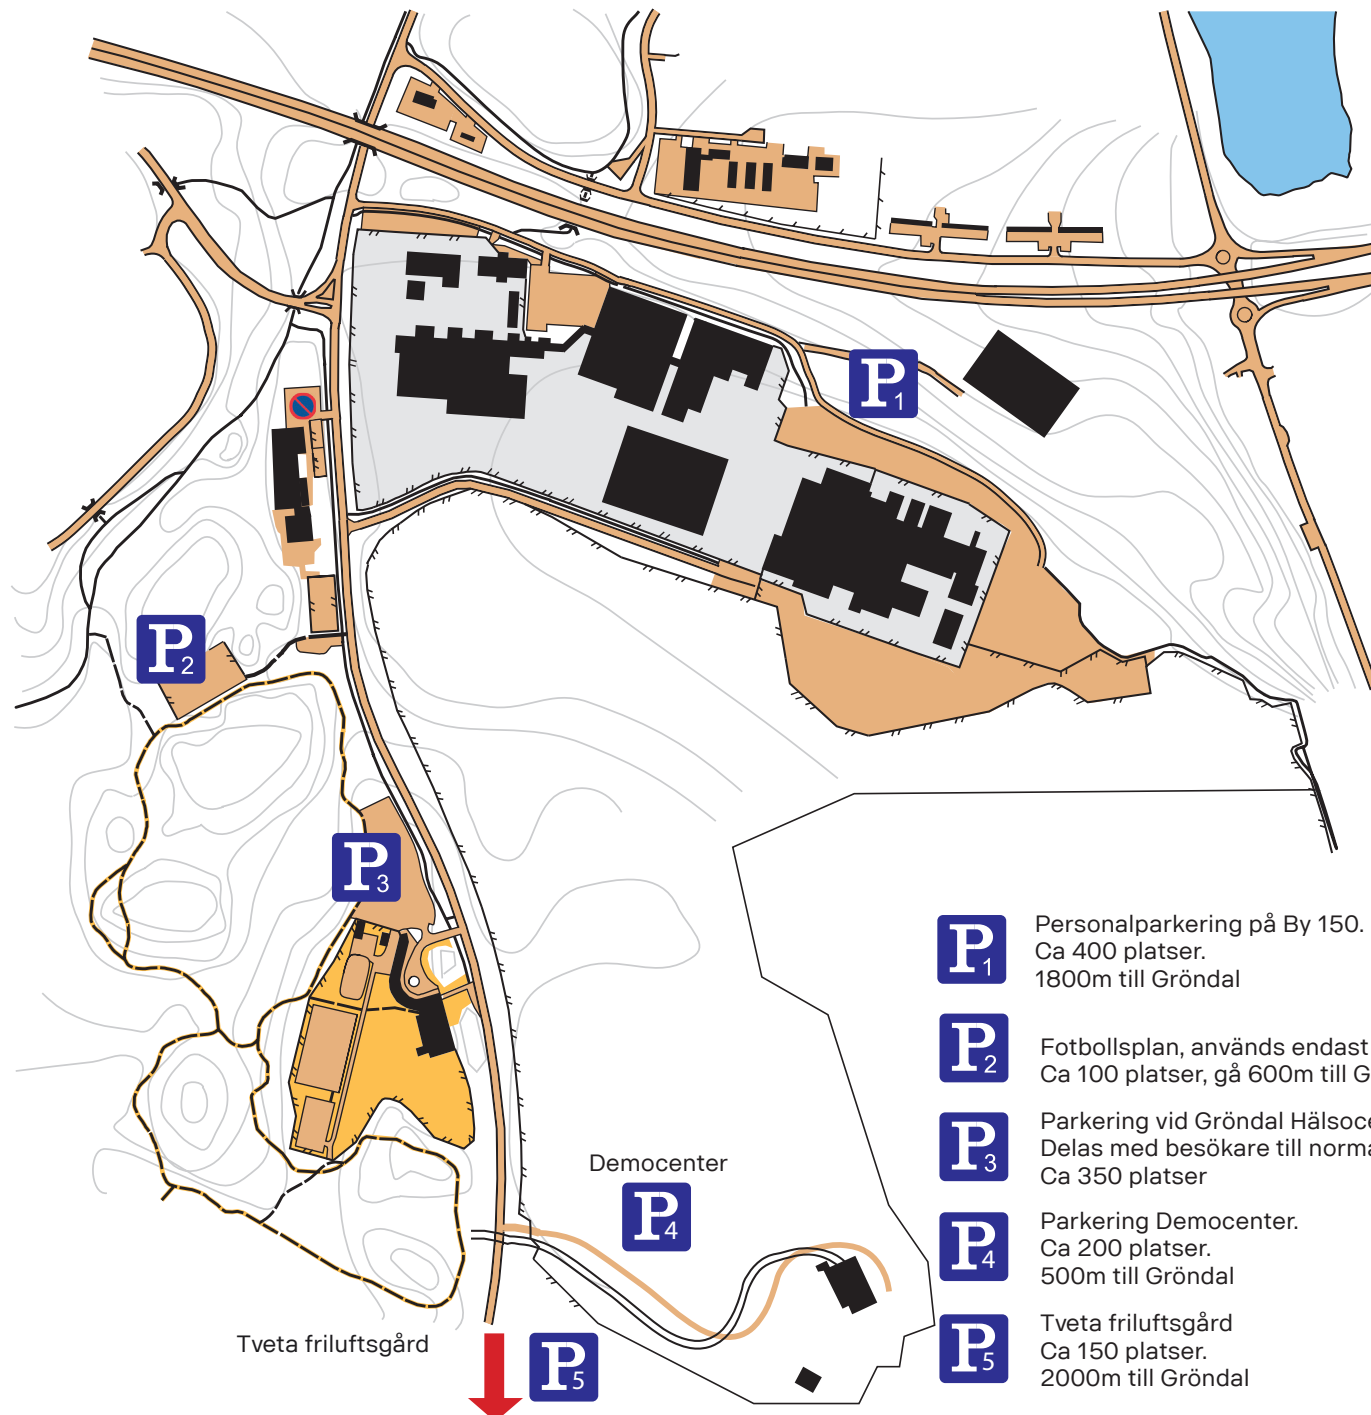 P1
P2
P3
Democenter
P4
Tveta friluftsgård
P5
P1
Personalparkering på By 150.
Ca 400 platser.
1800m till Gröndal
P2
Fotbollsplan, används endast
Ca 100 platser, gå 600m till G
P3
Parkering vid Gröndal Hälsoce
Delas med besökare till norma
Ca 350 platser
P4
Parkering Democenter.
Ca 200 platser.
500m till Gröndal
P5
Tveta friluftsgård
Ca 150 platser.
2000m till Gröndal